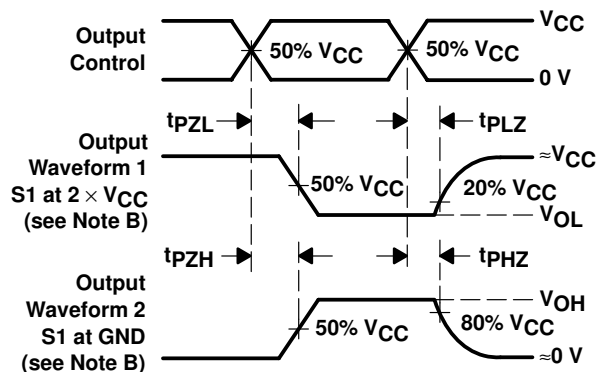 Output
Control
50% VCC
50% VCC
VCC
0 V
tPZL
tPLZ
Output
Waveform 1
S1 at 2 × VCC
(see Note B)
50% VCC
≈VCC
20% VCC
VOL
tPZH
tPHZ
Output
Waveform 2
S1 at GND
(see Note B)
50% VCC
VOH
80% VCC
≈0 V